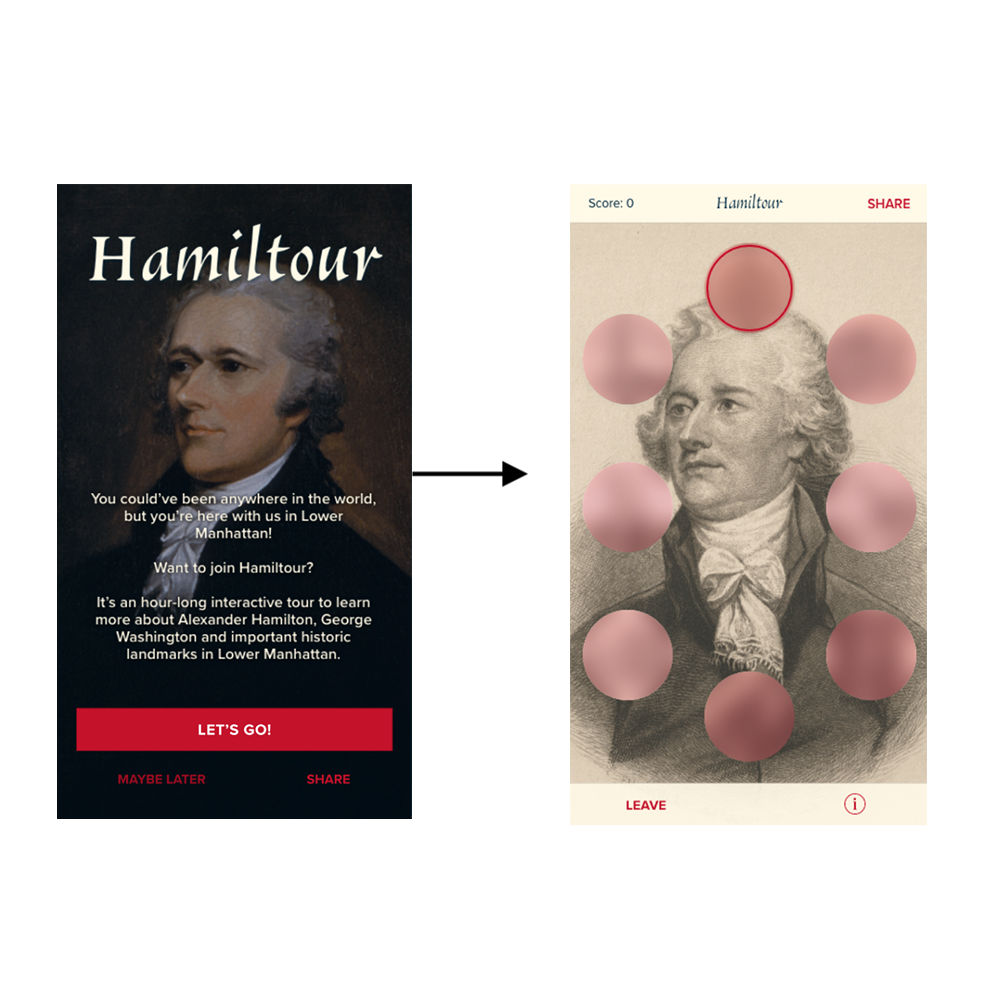 Hamiltour
You could’ve been anywhere in the world,
but you’re here with us in Lower
Manhattan!
Want to join Hamiltour?
It’s an hour-long interactive tour to learn
more about Alexander Hamilton, George
Washington and important historic
landmarks in Lower Manhattan.
LET’S GO!
MAYBE LATER SHARE
Score: 0 Hamiltour SHARE
LEAVE i